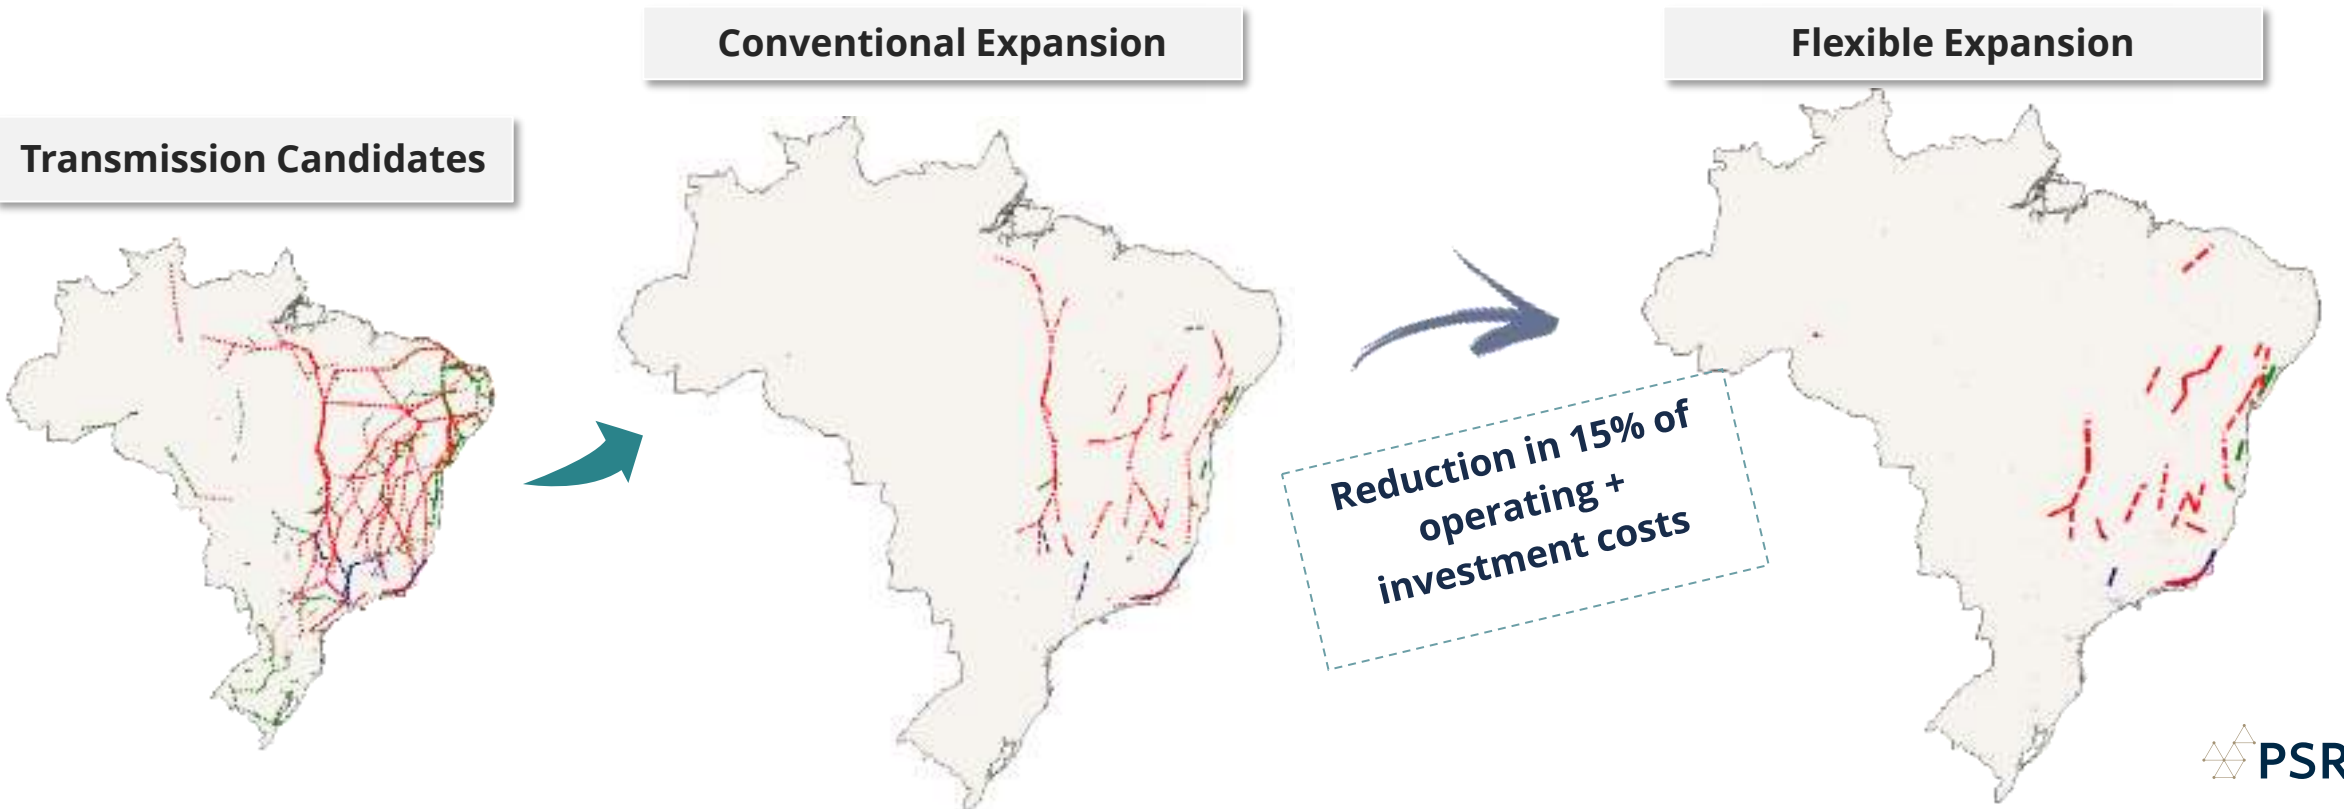 Conventional Expansion
Flexible Expansion
Transmission Candidates
Reduction in 15% of
operating +
investment costs
PSR